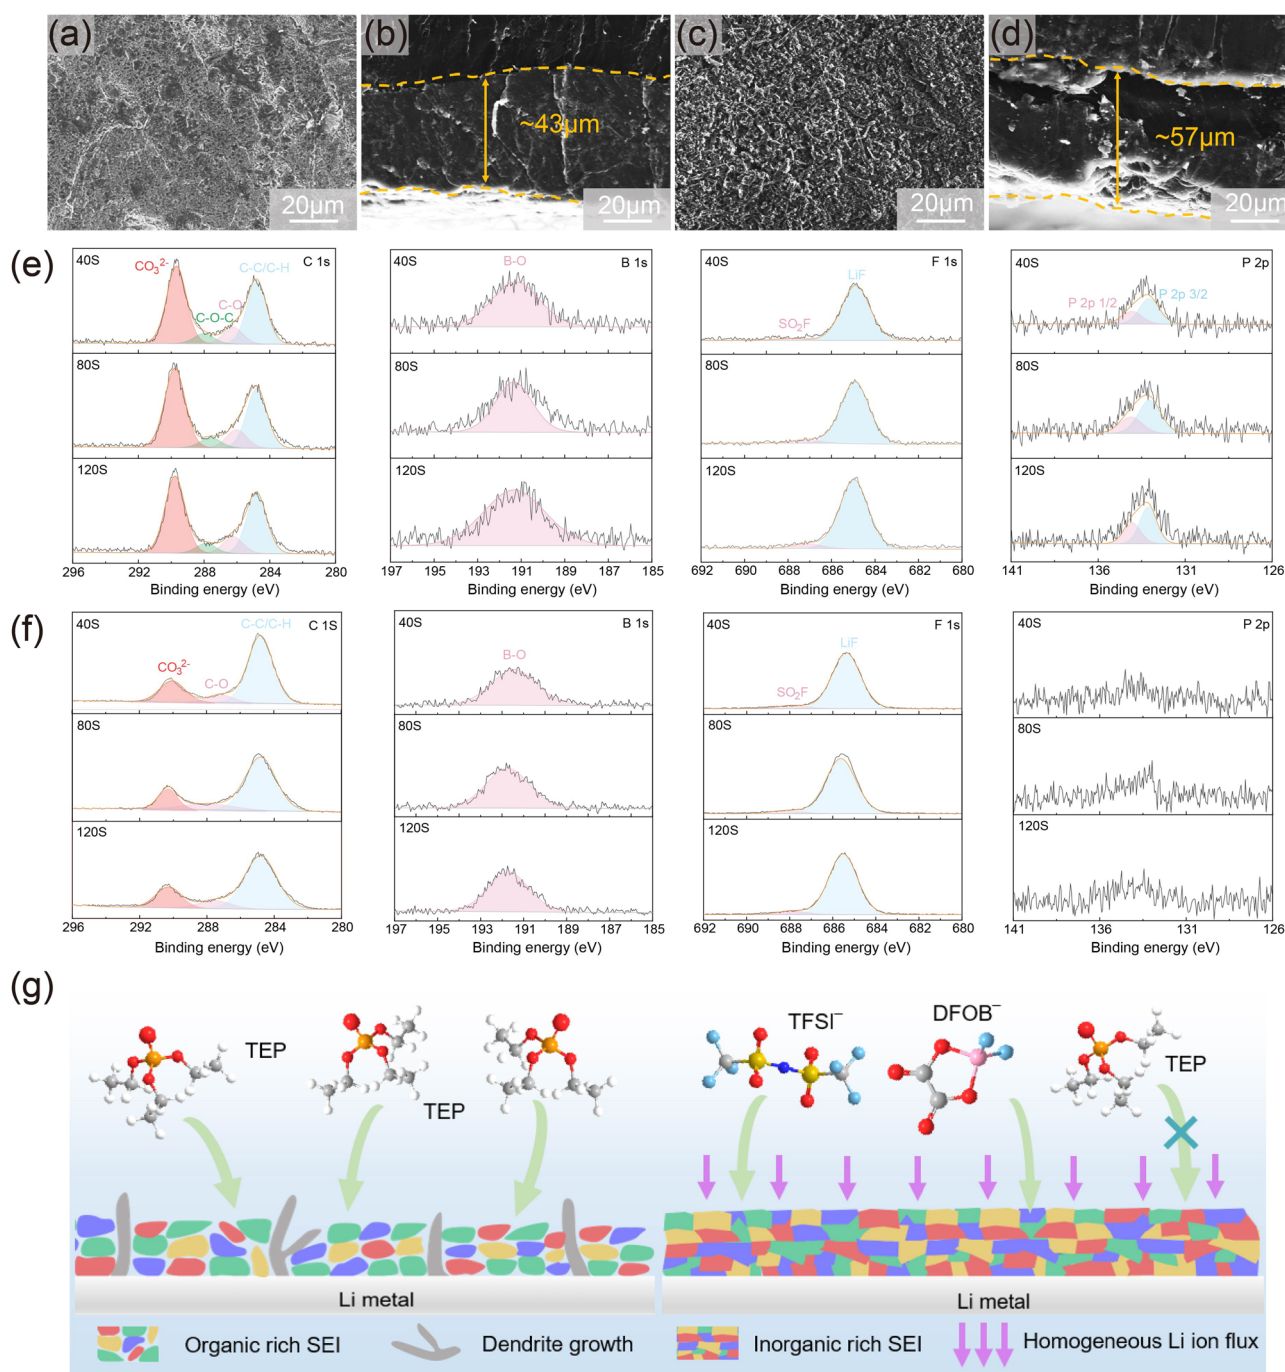 (a)
(b)
(c)
(d)
~43μm
~57μm
20μm
20μm
20μm
20μm
(e)
40S
C 1s
CO₃²⁻
C-O-C
C-O
C-C/C-H
80S
120S
296 292 288 284 280
Binding energy (eV)
40S
B 1s
B-O
80S
120S
197 195 193 191 189 187 185
Binding energy (eV)
40S
F 1s
LiF
SO₂F
80S
120S
692 690 688 686 684 682 680
Binding energy (eV)
40S
P 2p
P 2p 1/2
P 2p 3/2
80S
120S
141 136 131 126
Binding energy (eV)
(f)
40S
C 1S
C-C/C-H
CO₃²⁻
C-O
80S
120S
296 292 288 284 280
Binding energy (eV)
40S
B 1s
B-O
80S
120S
197 195 193 191 189 187 185
Binding energy (eV)
40S
F 1s
LiF
SO₂F
80S
120S
692 690 688 686 684 682 680
Binding energy (eV)
40S
P 2p
80S
120S
141 136 131 126
Binding energy (eV)
(g)
TEP
TEP
TFSI⁻
DFOB⁻
TEP
Li metal
Li metal
Organic rich SEI
Dendrite growth
Inorganic rich SEI
Homogeneous Li ion flux